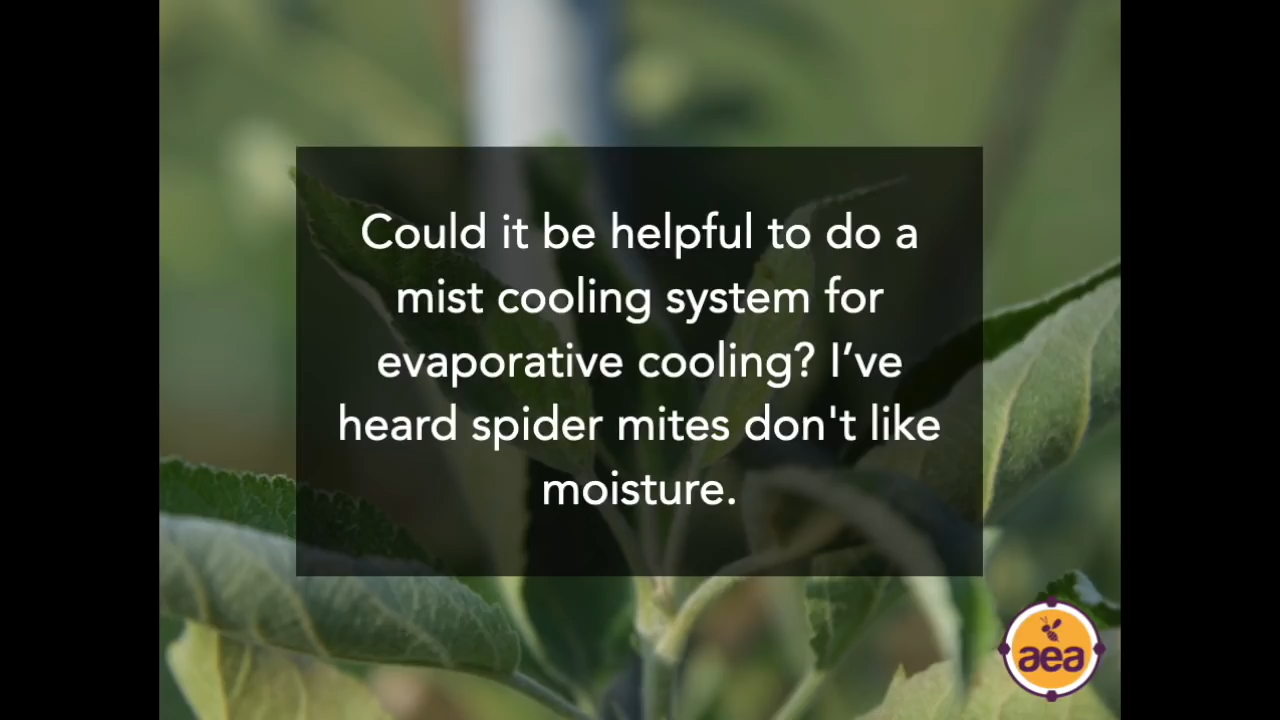 Could it be helpful to do a
mist cooling system for
evaporative cooling? I’ve
heard spider mites don't like
moisture.
aea